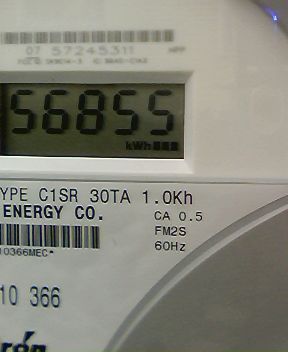 07 57245311
56855
kWh
YPE C1SR 30TA 1.0Kh
ENERGY CO.
CA 0.5
FM2S
60Hz
10366MEC*
10 366
rón